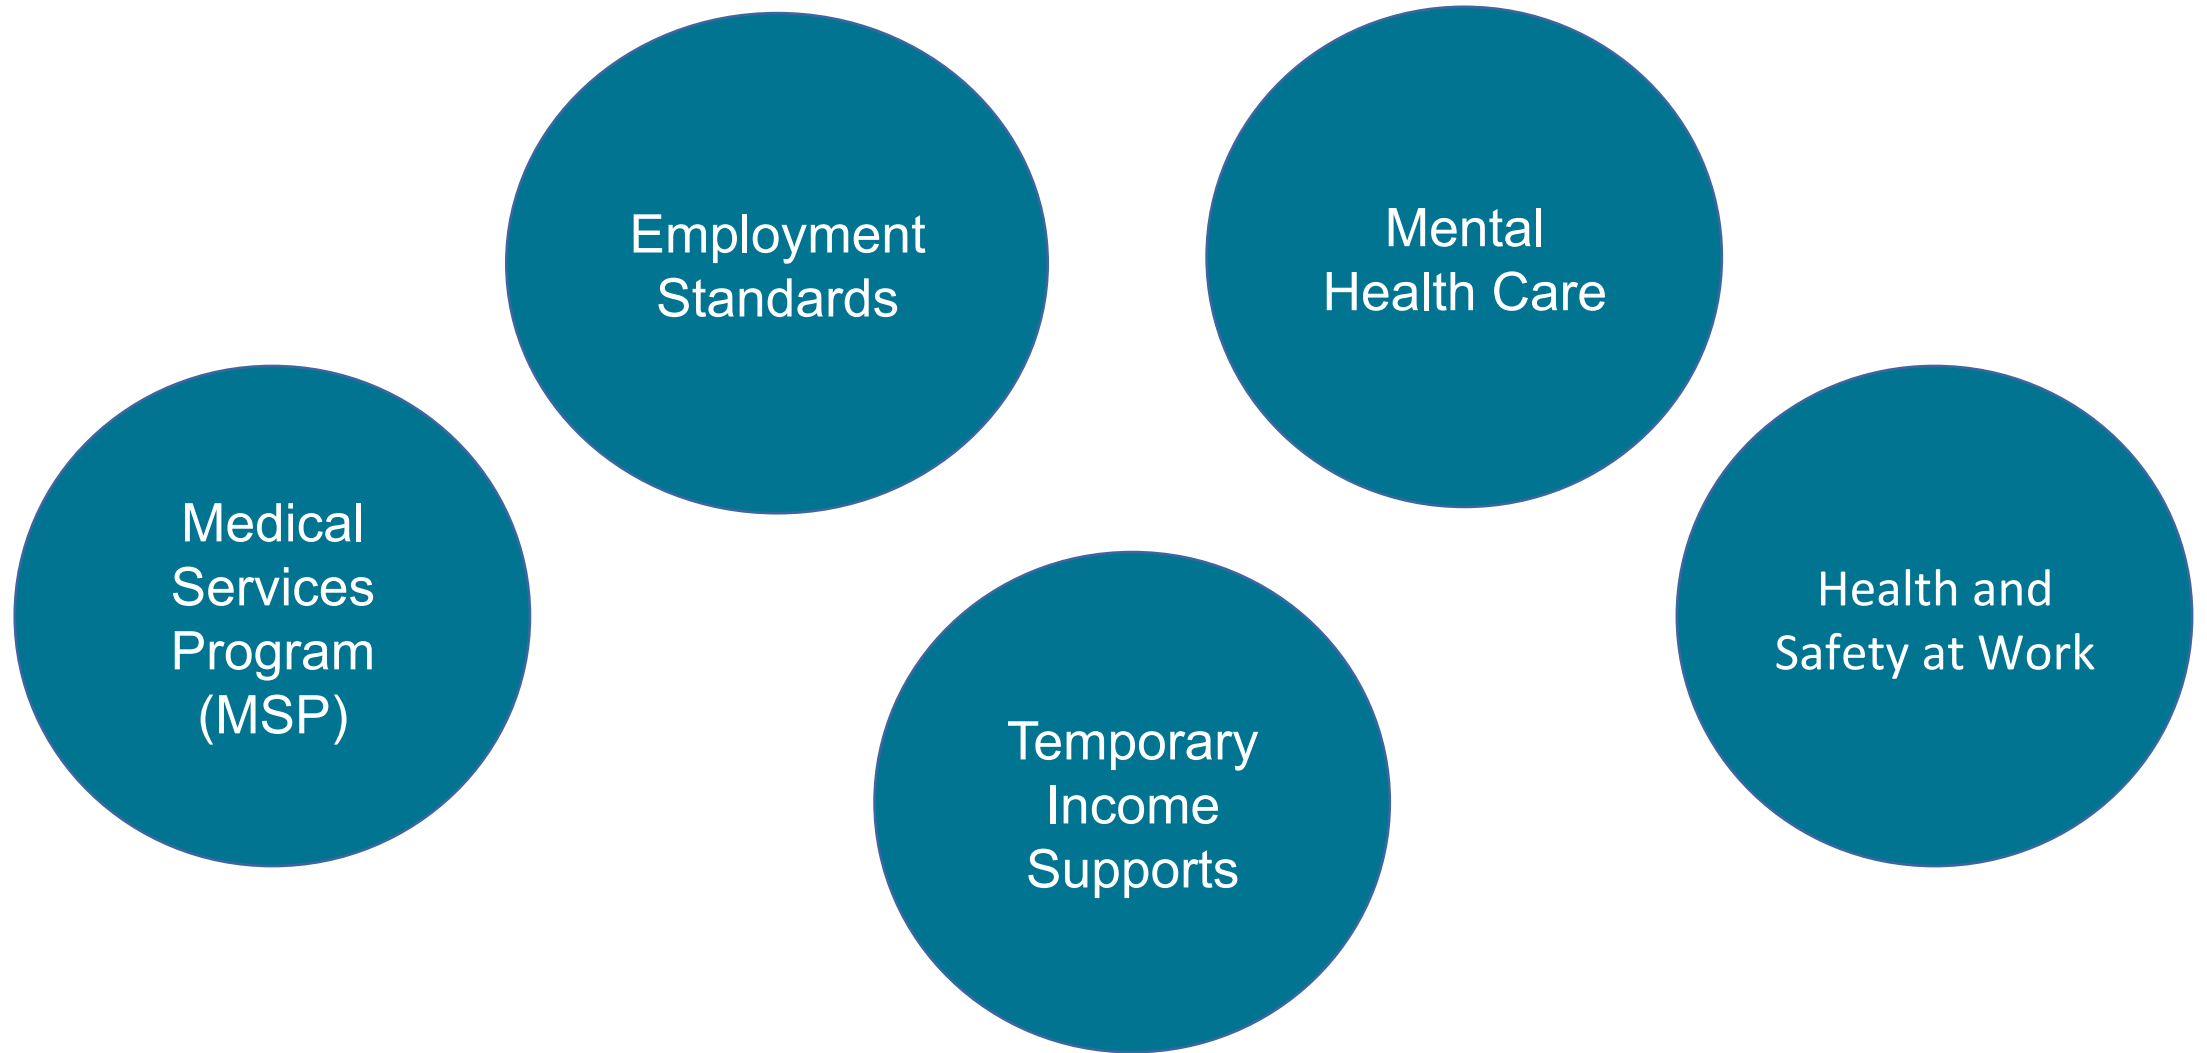 Employment
Standards
Mental
Health Care
Medical
Services
Program
(MSP)
Health and
Safety at Work
Temporary
Income
Supports